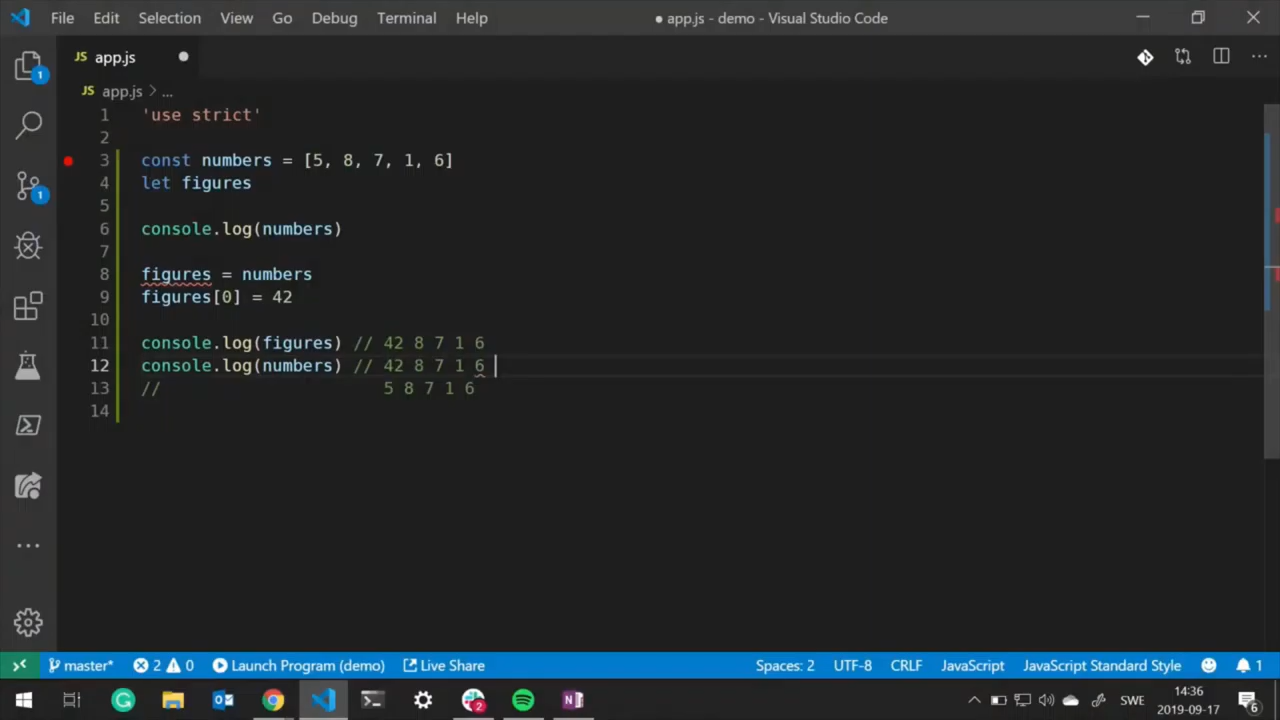 File Edit Selection View Go Debug Terminal Help ● app.js - demo - Visual Studio Code
JS app.js ●
JS app.js > ...
1 'use strict'
2
3 const numbers = [5, 8, 7, 1, 6]
4 let figures
5
6 console.log(numbers)
7
8 figures = numbers
9 figures[0] = 42
10
11 console.log(figures) // 42 8 7 1 6
12 console.log(numbers) // 42 8 7 1 6
13 // 5 8 7 1 6
14
1
1
master* 2 0 Launch Program (demo) Live Share Spaces: 2 UTF-8 CRLF JavaScript JavaScript Standard Style 1
2 SWE 14:36 6
2019-09-17